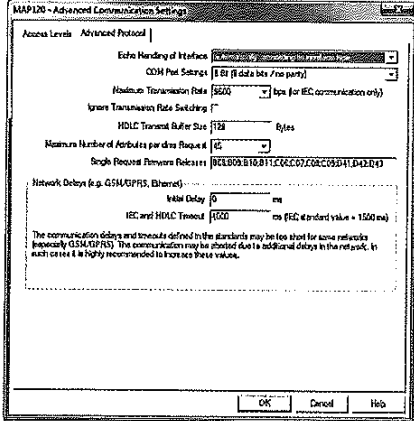 MAP120 - Advanced Communication Settings
Access Levels Advanced Protocol
Echo Handling of Interface
COM Port Settings 8 Bit (8 data bits / no parity)
Maximum Transmission Rate 9600 bps (for IEC communication only)
Ignore Transmission Rate Switching
HDLC Transmit Buffer Size 128 Bytes
Maximum Number of Attributes per dlms Request 45
Single Request Firmware Releases
Network Delays (e.g. GSM/GPRS, Ethernet)
Initial Delay 0 ms
IEC and HDLC Timeout ms (IEC standard value = 1500 ms)
The communication delays and timeouts defined in the standards may be too short for some networks
(especially GSM/GPRS). The communication may be aborted due to additional delays in the network. In
such cases it is highly recommended to increase these values.
OK Cancel Help